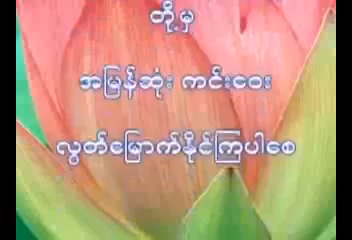 တို့မှ
အမြန်ဆုံး ကင်းဝေး
လွတ်မြောက်နိုင်ကြပါစေ